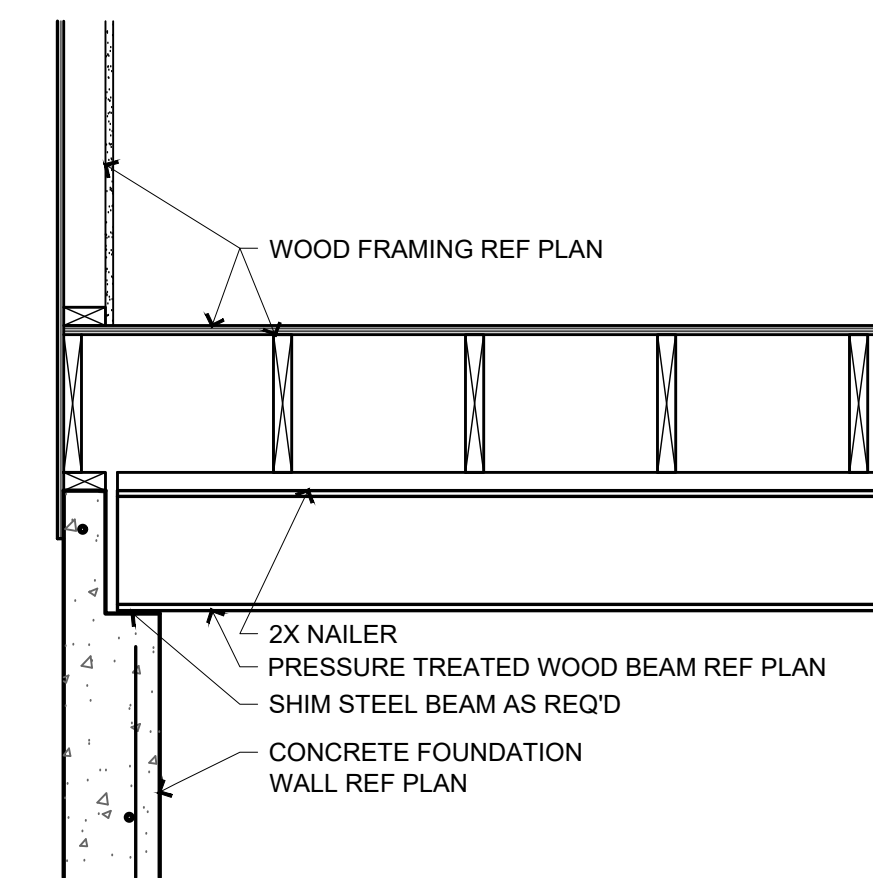 WOOD FRAMING REF PLAN
2X NAILER
PRESSURE TREATED WOOD BEAM REF PLAN
SHIM STEEL BEAM AS REQ'D
CONCRETE FOUNDATION
WALL REF PLAN